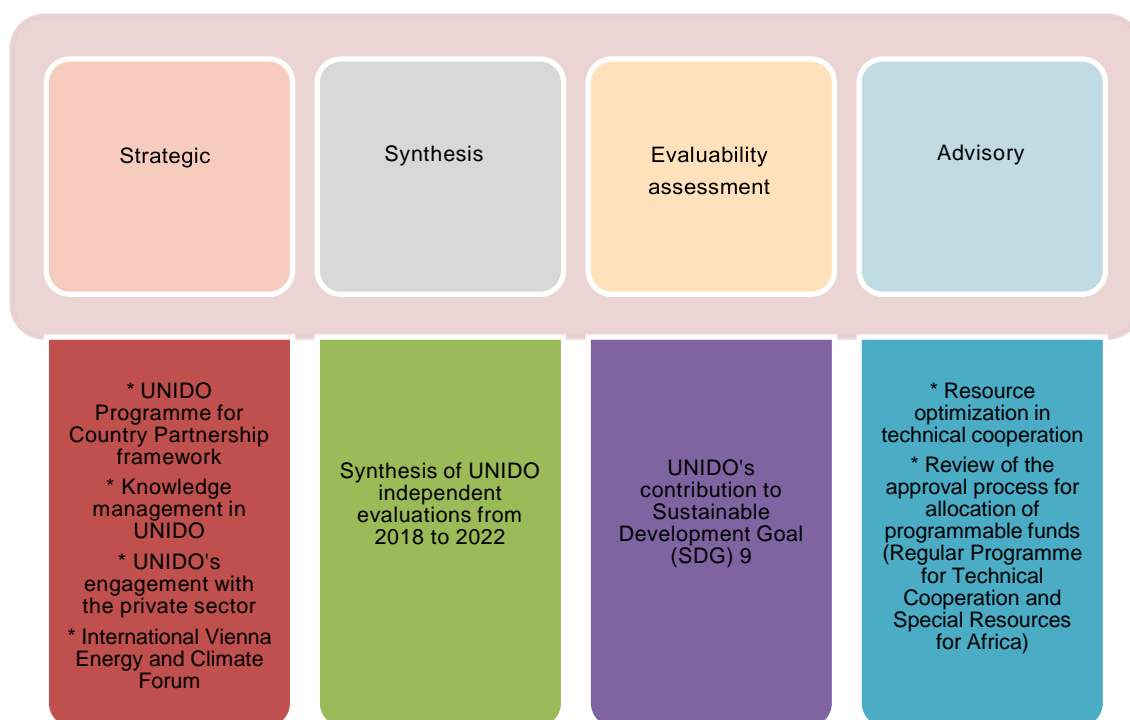 Strategic
Synthesis
Evaluability
assessment
Advisory
* UNIDO
Programme for
Country Partnership
framework
* Knowledge
management in
UNIDO
* UNIDO's
engagement with
the private sector
* International Vienna
Energy and Climate
Forum
Synthesis of UNIDO
independent
evaluations from
2018 to 2022
UNIDO's
contribution to
Sustainable
Development Goal
(SDG) 9
* Resource
optimization in
technical cooperation
* Review of the
approval process for
allocation of
programmable funds
(Regular Programme
for Technical
Cooperation and
Special Resources
for Africa)